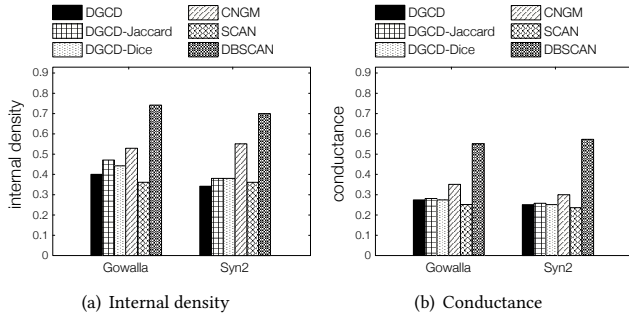 DGCD CNGM
DGCD-Jaccard SCAN
DGCD-Dice DBSCAN
0.9
0.8
0.7
0.6
0.5
0.4
0.3
0.2
0.1
0
internal density
Gowalla Syn2
(a) Internal density
DGCD CNGM
DGCD-Jaccard SCAN
DGCD-Dice DBSCAN
0.9
0.8
0.7
0.6
0.5
0.4
0.3
0.2
0.1
0
conductance
Gowalla Syn2
(b) Conductance